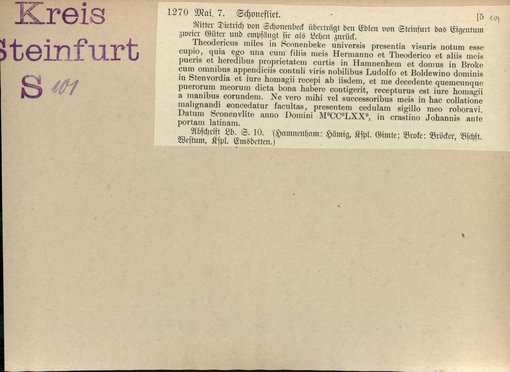 Kreis
Steinfurt
S 101
1270 Mai 7. Schonefliet. [5 101
Ritter Dietrich von Schonenbeck überträgt den Edlen von Steinfurt das Eigentum
zweier Güter und empfängt sie als Lehen zurück.
Theodericus miles in Sconenbeke universis presentia visuris notum esse
cupio, quia ego una cum filiis meis Hermanno et Theoderico et aliis meis
pueris et heredibus proprietatem curtis in Hamnenhem et domus in Broke
cum omnibus appendiciis contuli viris nobilibus Ludolfo et Boldewino dominis
in Stenvordia et iure homagii recepi ab iisdem, et me decedente quemcumque
puerorum meorum dicta bona habere contigerit, recepturus est iure homagii
a manibus eorundem. Ne vero mihi vel successoribus meis in hac collatione
malignandi concedatur facultas, presentem cedulam sigillo meo roboravi.
Datum Sconenvlite anno Domini MºCCºLXXº, in crastino Johannis ante
portam latinam.
Abschrift Lb. S. 10. (Hamnenham: Hämig, Kspl. Gimte; Broke: Bröcker, Bschft.
Westum, Kspl. Emsdetten.)